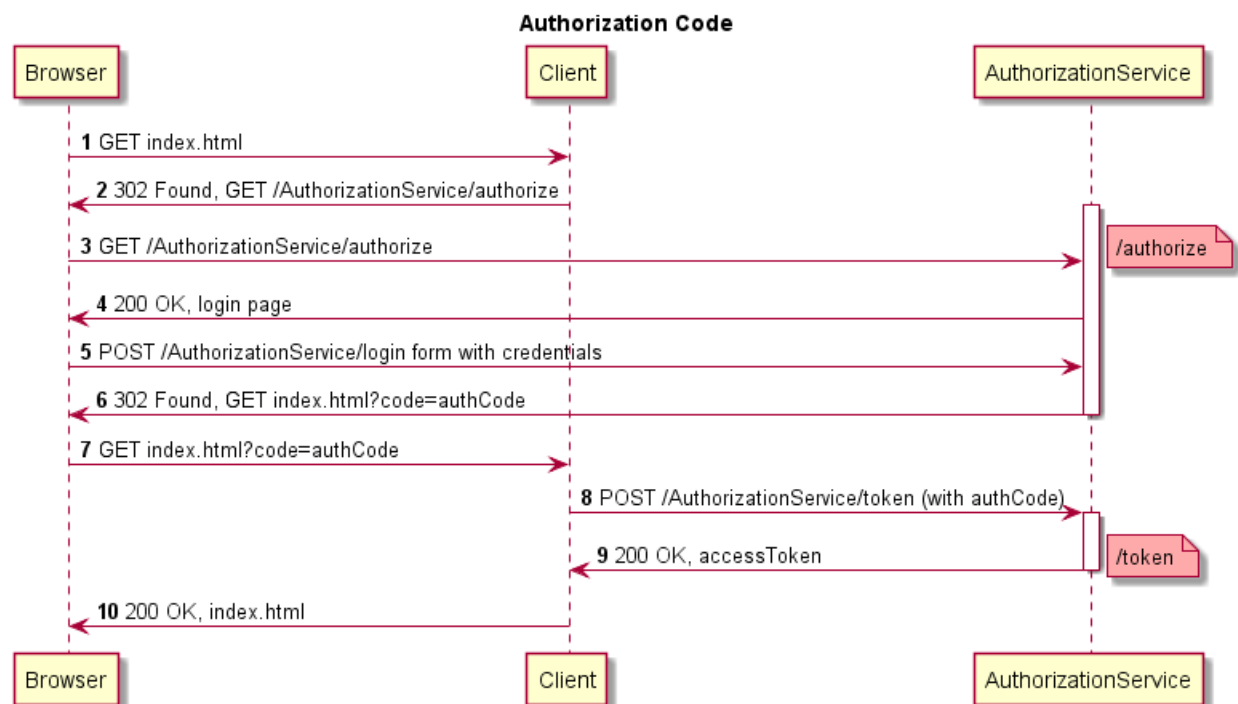 Authorization Code
Browser
Client
AuthorizationService
1 GET index.html
2 302 Found, GET /AuthorizationService/authorize
3 GET /AuthorizationService/authorize
/authorize
4 200 OK, login page
5 POST /AuthorizationService/login form with credentials
6 302 Found, GET index.html?code=authCode
7 GET index.html?code=authCode
8 POST /AuthorizationService/token (with authCode)
9 200 OK, accessToken
/token
10 200 OK, index.html
Browser
Client
AuthorizationService